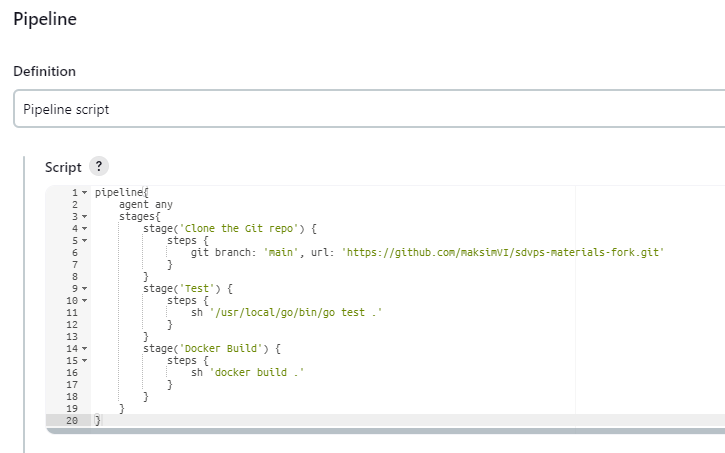 Pipeline
Definition
Pipeline script
Script ?
1 pipeline{
2     agent any
3     stages{
4         stage('Clone the Git repo') {
5             steps {
6                 git branch: 'main', url: 'https://github.com/maksimVI/sdvps-materials-fork.git'
7             }
8         }
9         stage('Test') {
10             steps {
11                 sh '/usr/local/go/bin/go test .'
12             }
13         }
14         stage('Docker Build') {
15             steps {
16                 sh 'docker build .'
17             }
18         }
19     }
20 }